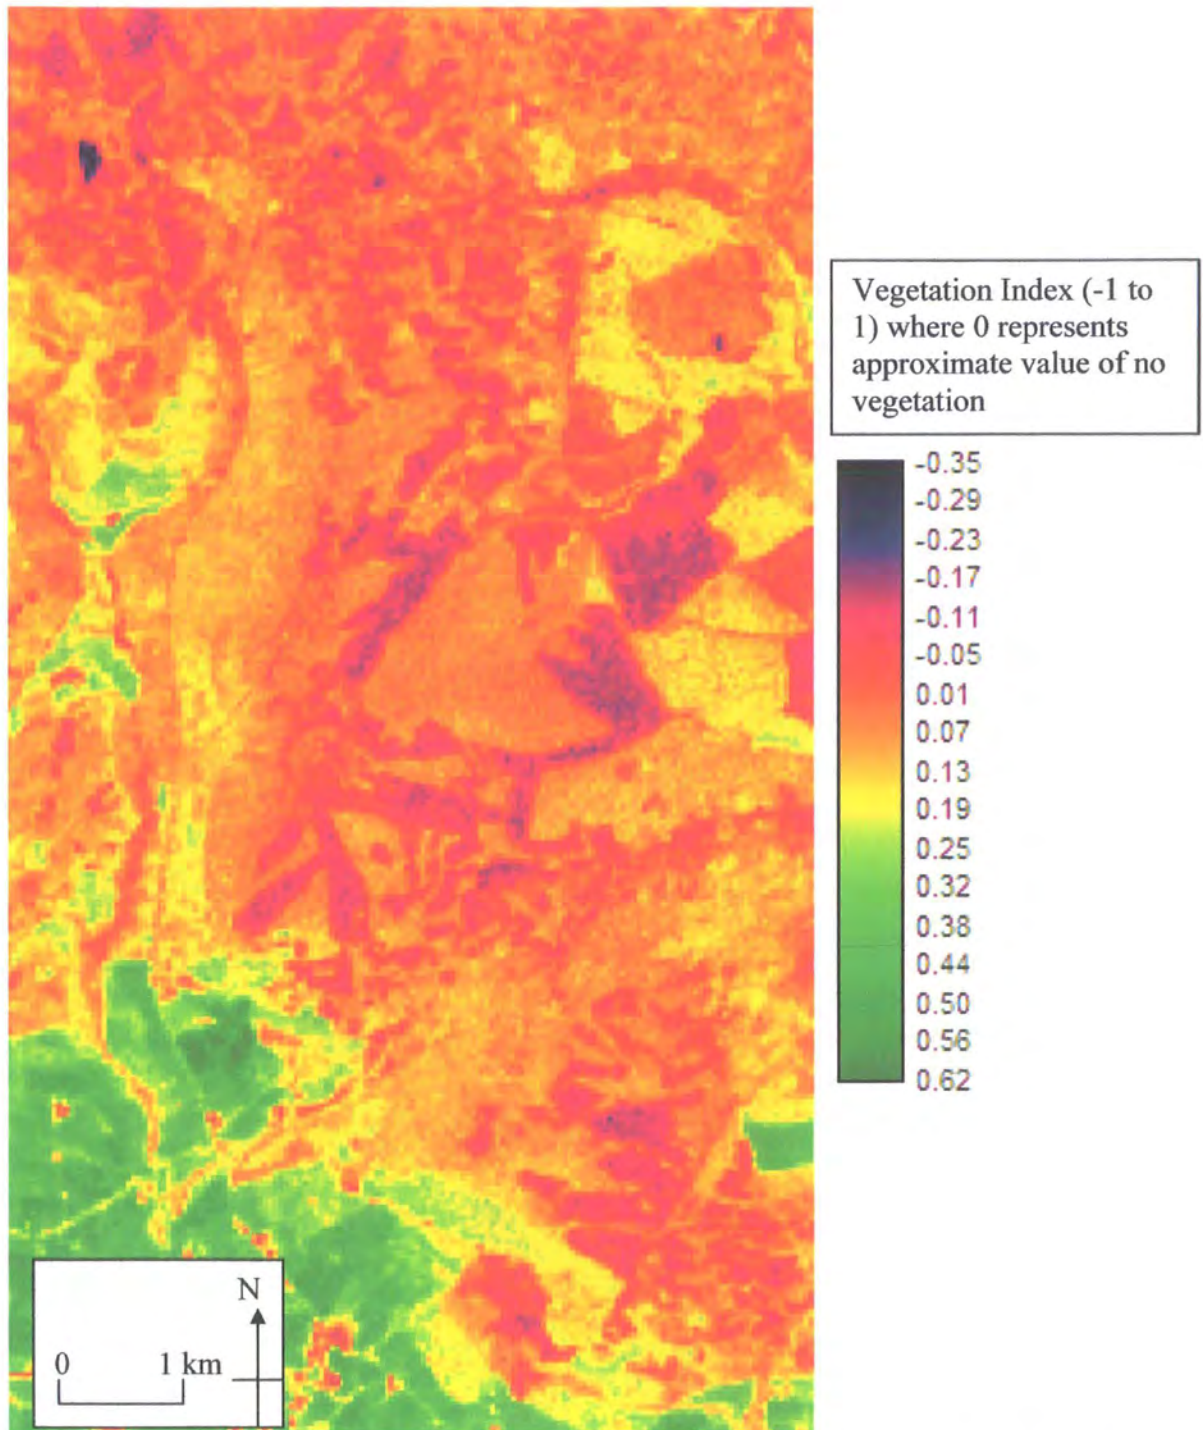 Vegetation Index (-1 to
1) where 0 represents
approximate value of no
vegetation
-0.35
-0.29
-0.23
-0.17
-0.11
-0.05
0.01
0.07
0.13
0.19
0.25
0.32
0.38
0.44
0.50
0.56
0.62
N
0 1 km